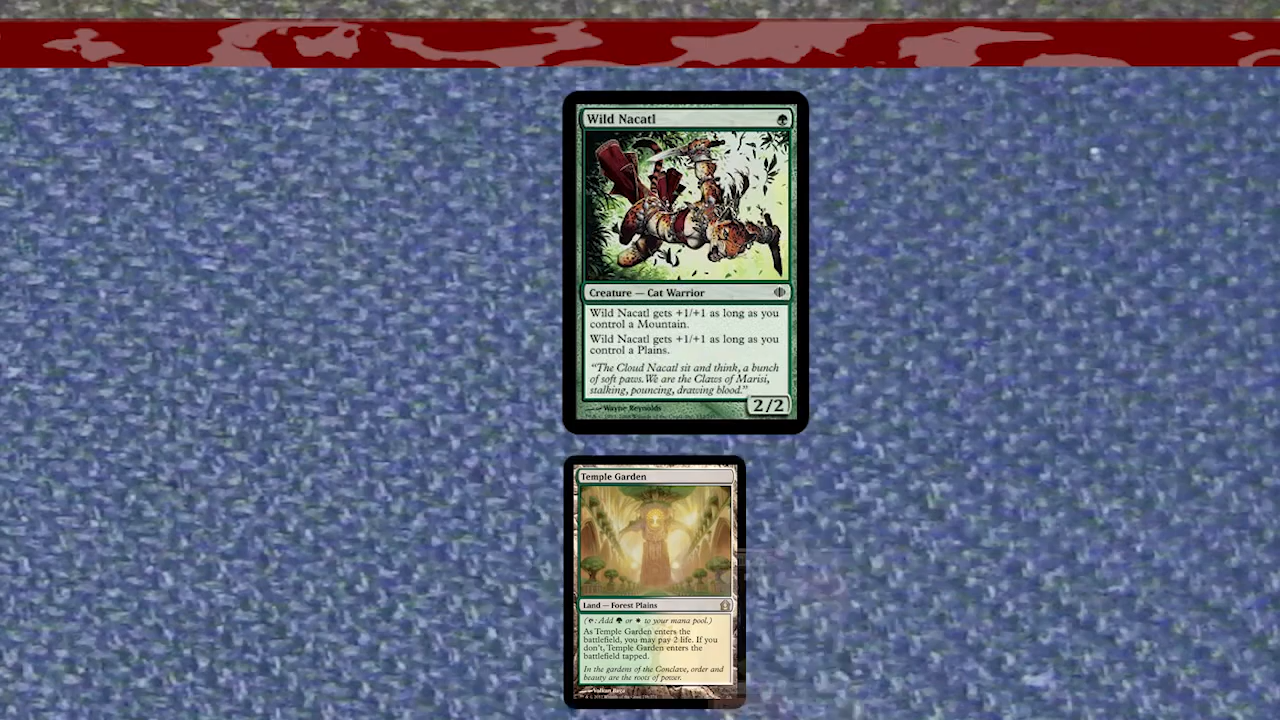 Wild Nacatl
Creature — Cat Warrior
Wild Nacatl gets +1/+1 as long as you
control a Mountain.
Wild Nacatl gets +1/+1 as long as you
control a Plains.
“The Cloud Nacatl sit and think, a bunch
of soft paws. We are the Claws of Marisi,
stalking, pouncing, drawing blood.”
2/2
Wayne Reynolds
Temple Garden
Land — Forest Plains
( : Add or to your mana pool.)
As Temple Garden enters the
battlefield, you may pay 2 life. If you
don't, Temple Garden enters the
battlefield tapped.
In the gardens of the Conclave, order and
beauty are the roots of power.
Volkan Baga